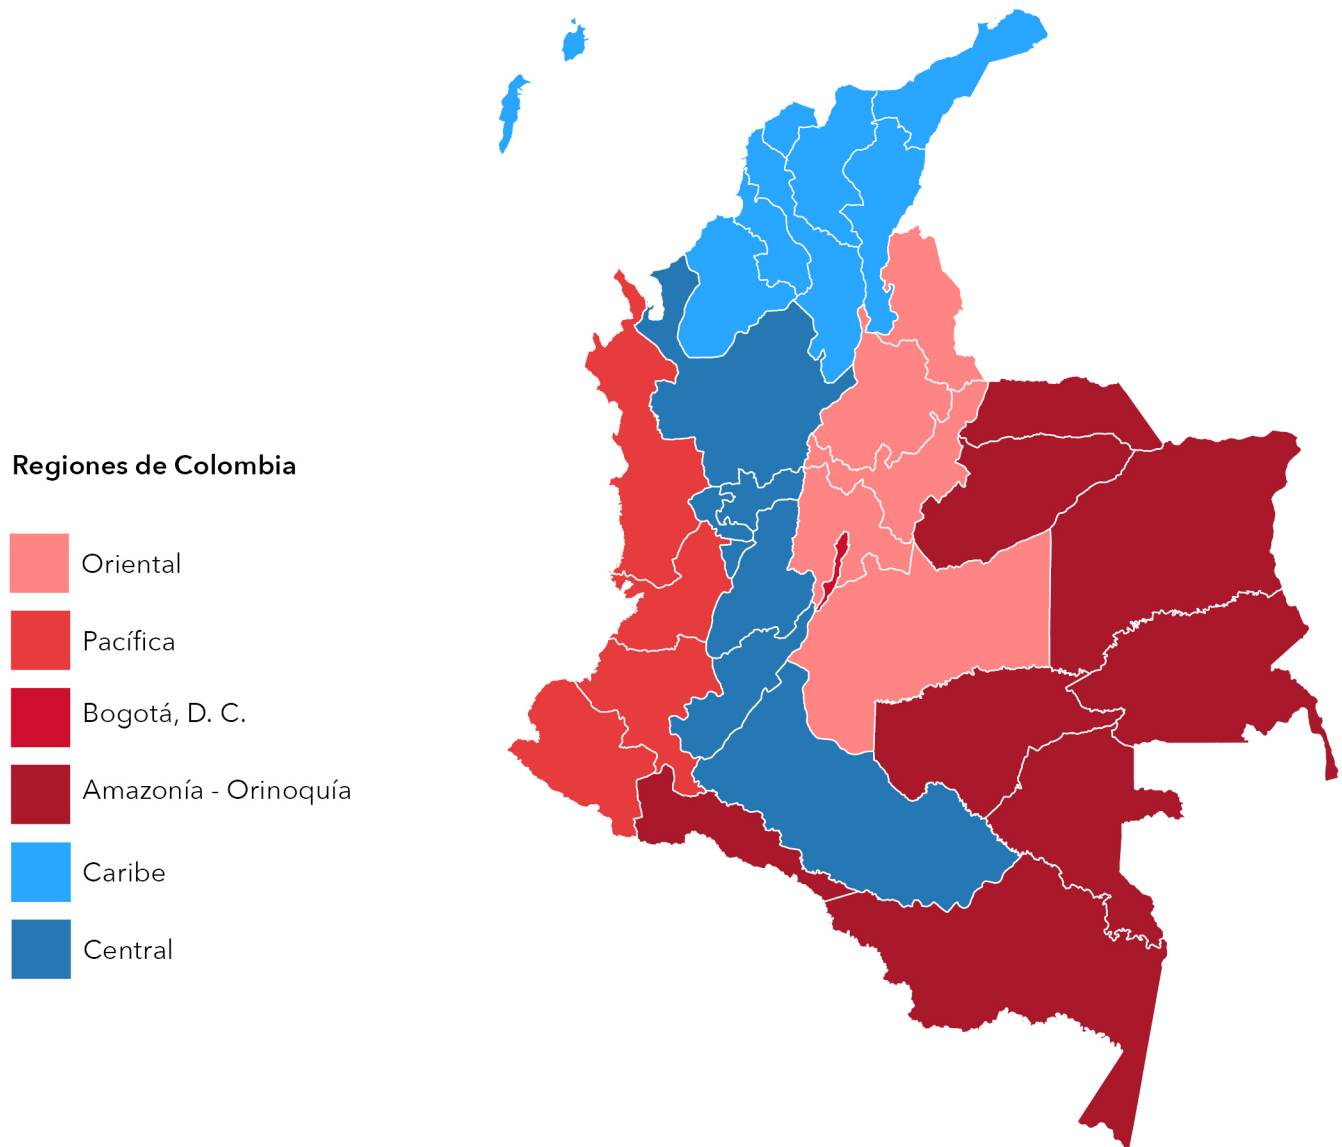 Regiones de Colombia
Oriental
Pacífica
Bogotá, D. C.
Amazonía - Orinoquía
Caribe
Central